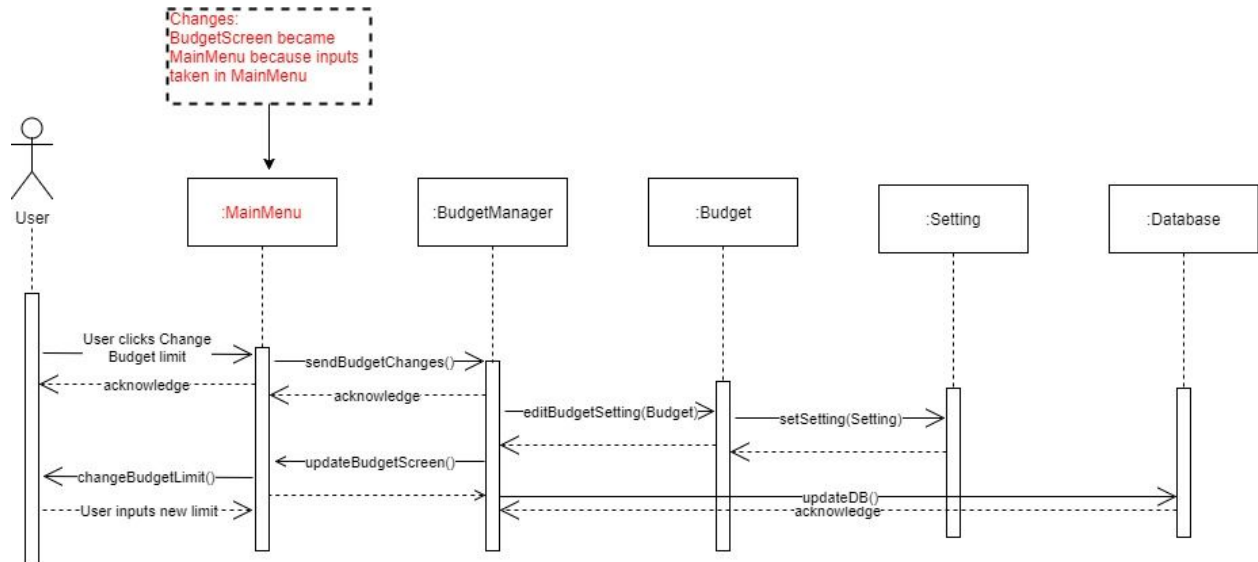 Changes:
BudgetScreen became
MainMenu because inputs
taken in MainMenu
User
:MainMenu
:BudgetManager
:Budget
:Setting
:Database
User clicks Change
Budget limit
sendBudgetChanges()
acknowledge
acknowledge
editBudgetSetting(Budget)
setSetting(Setting)
updateBudgetScreen()
changeBudgetLimit()
updateDB()
User inputs new limit
acknowledge